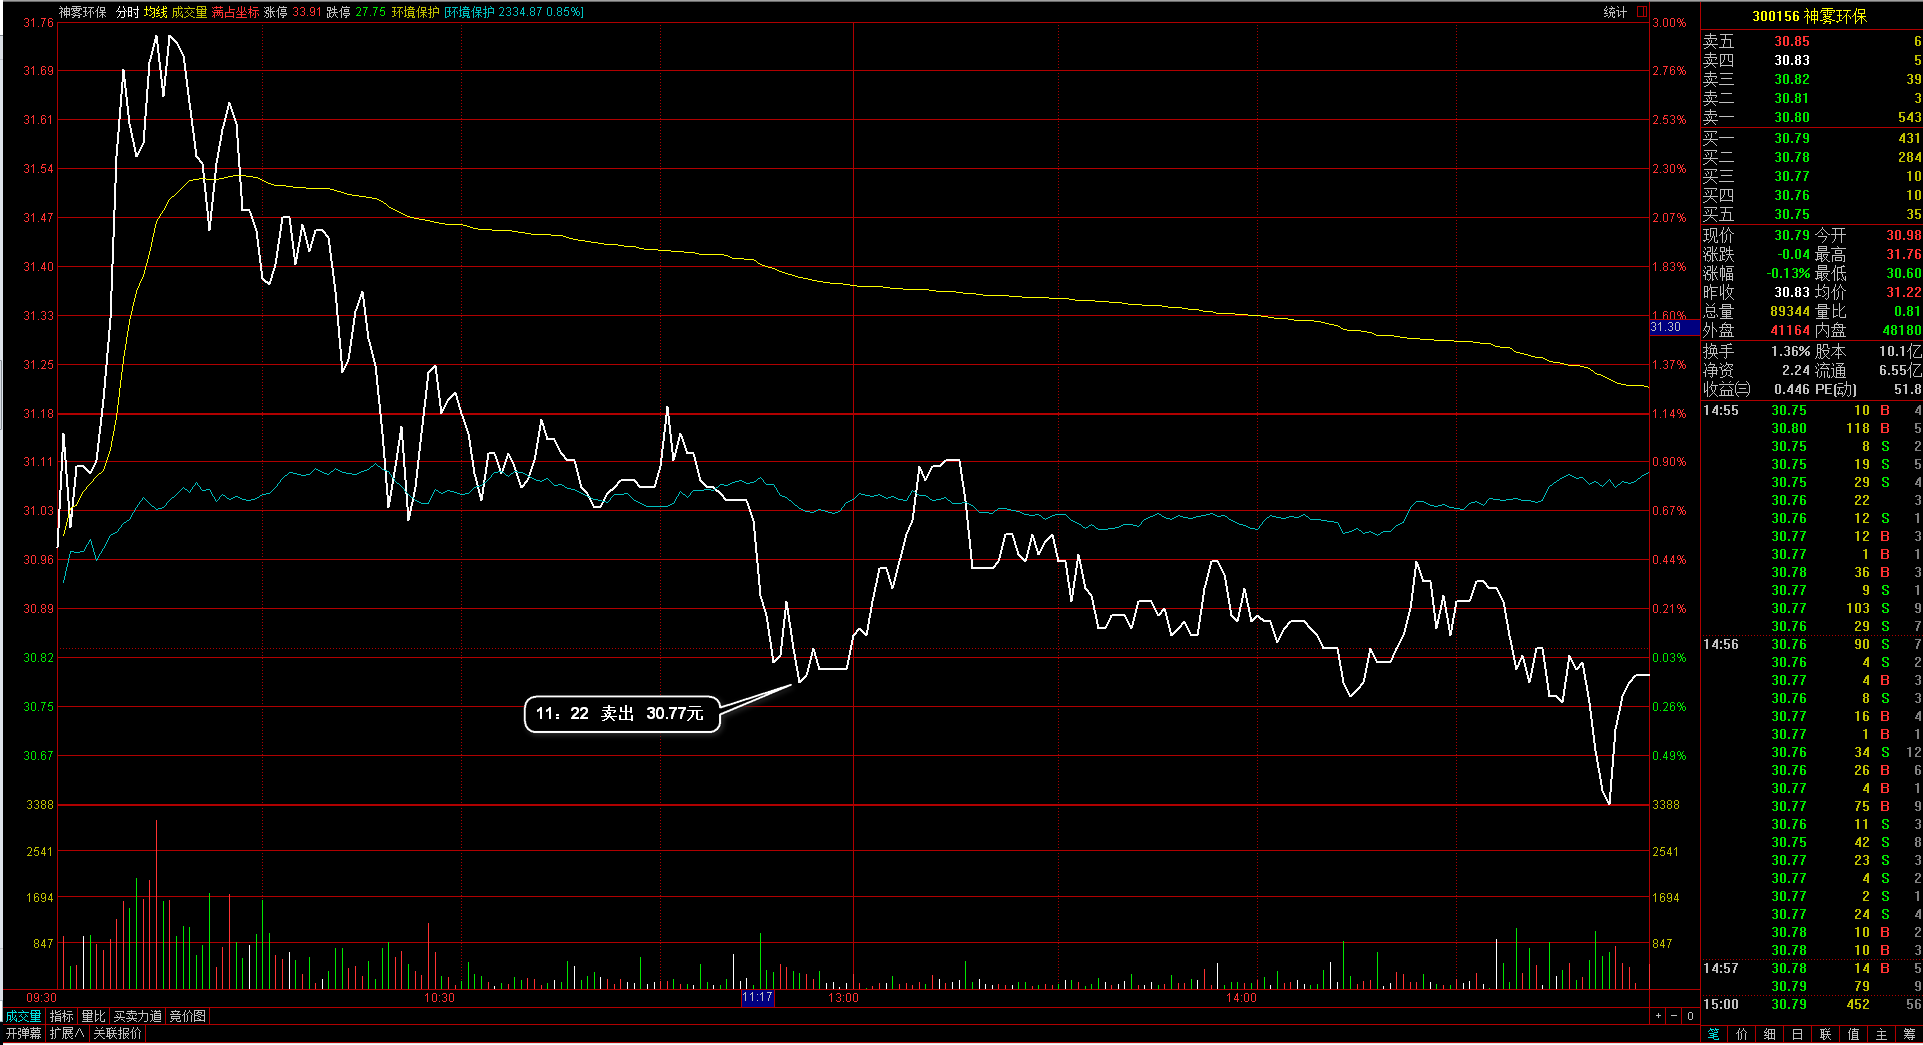 神雾环保 分时 均线 成交量 满占坐标 涨停 33.91 跌停 27.75 环境保护 [环境保护 2334.87 0.85%] 统计
31.76 3.00%
31.69 2.76%
31.61 2.53%
31.54 2.30%
31.47 2.07%
31.40 1.83%
31.33 1.60%
31.30
31.25 1.37%
31.18 1.14%
31.11 0.90%
31.03 0.67%
30.96 0.44%
30.89 0.21%
30.82 0.03%
30.75 0.26%
30.67 0.49%
3388 3388
2541 2541
1694 1694
847 847
11：22 卖出 30.77元
09:30 10:30 11:17 13:00 14:00
成交量 指标 量比 买卖力道 竞价图 + - 0
开弹幕 扩展∧ 关联报价
300156 神雾环保
卖五 30.85 6
卖四 30.83 5
卖三 30.82 39
卖二 30.81 3
卖一 30.80 543
买一 30.79 431
买二 30.78 284
买三 30.77 10
买四 30.76 10
买五 30.75 35
现价 30.79 今开 30.98
涨跌 -0.04 最高 31.76
涨幅 -0.13% 最低 30.60
昨收 30.83 均价 31.22
总量 89344 量比 0.81
外盘 41164 内盘 48180
换手 1.36% 股本 10.1亿
净资 2.24 流通 6.55亿
收益㈢ 0.446 PE(动) 51.8
14:55 30.75 10 B 4
30.80 118 B 5
30.75 8 S 2
30.75 19 S 5
30.75 29 S 4
30.76 22 3
30.76 12 S 1
30.77 12 B 3
30.77 1 B 1
30.78 36 B 3
30.77 9 S 1
30.77 103 S 9
30.76 29 S 7
14:56 30.76 90 S 7
30.76 4 S 2
30.77 4 B 3
30.76 8 S 3
30.77 16 B 4
30.77 1 B 1
30.76 34 S 12
30.76 26 B 6
30.77 4 B 1
30.77 75 B 9
30.76 11 S 3
30.75 42 S 8
30.77 23 S 3
30.77 4 S 2
30.77 2 S 1
30.77 24 S 4
30.78 10 B 2
30.78 10 B 3
14:57 30.78 14 B 5
30.79 79 9
15:00 30.79 452 56
笔 价 细 日 联 值 主 筹